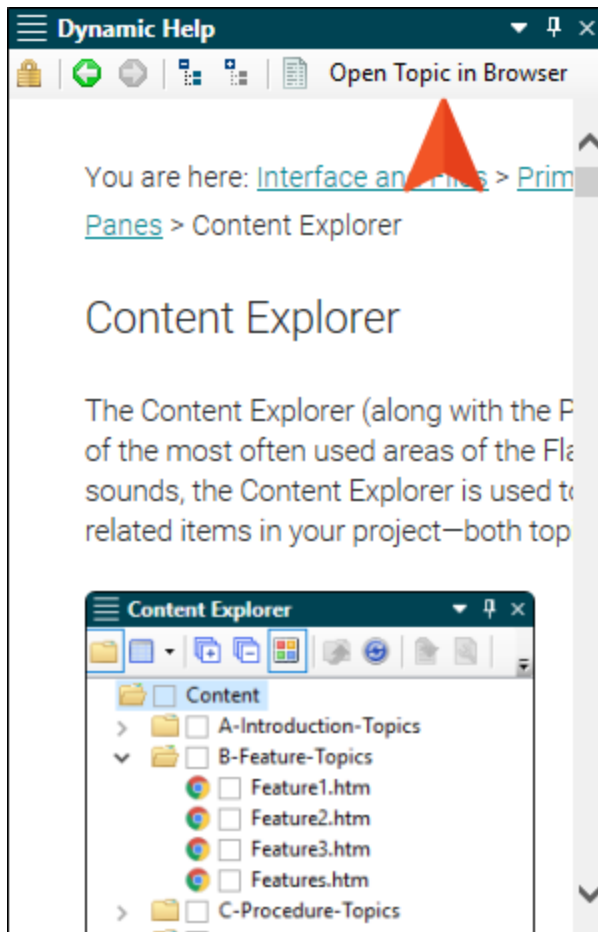 Dynamic Help
Open Topic in Browser
You are here: Interface and Files > Prim
Panes > Content Explorer
Content Explorer
The Content Explorer (along with the P
of the most often used areas of the Fla
sounds, the Content Explorer is used to
related items in your project—both top
Content Explorer
Content
A-Introduction-Topics
B-Feature-Topics
Feature1.htm
Feature2.htm
Feature3.htm
Features.htm
C-Procedure-Topics